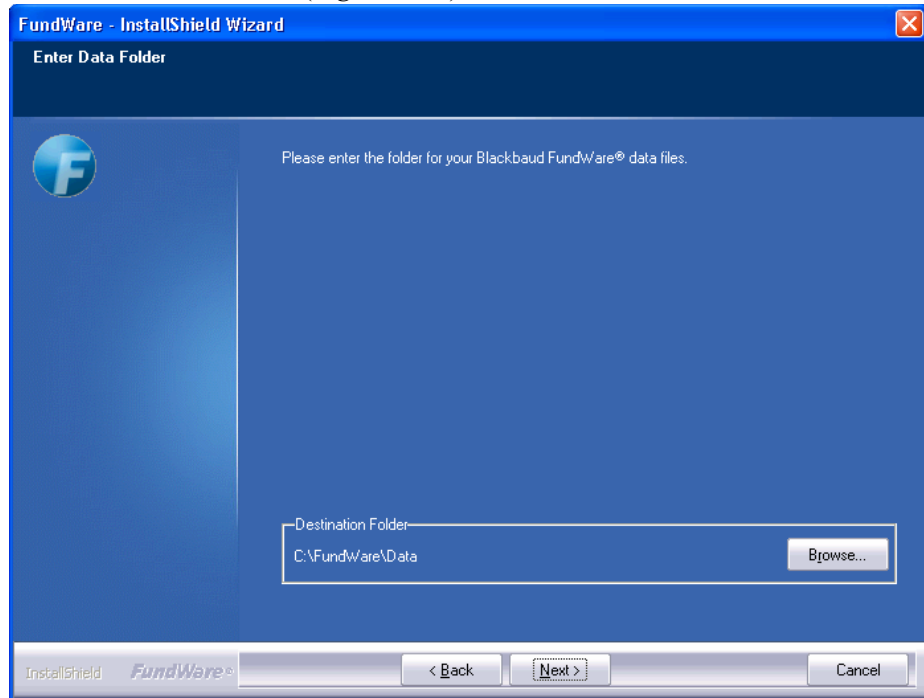 FundWare - InstallShield Wizard
Enter Data Folder
F
Please enter the folder for your Blackbaud FundWare® data files.
Destination Folder
C:\FundWare\Data
Browse...
InstallShield FundWare®
< Back Next > Cancel